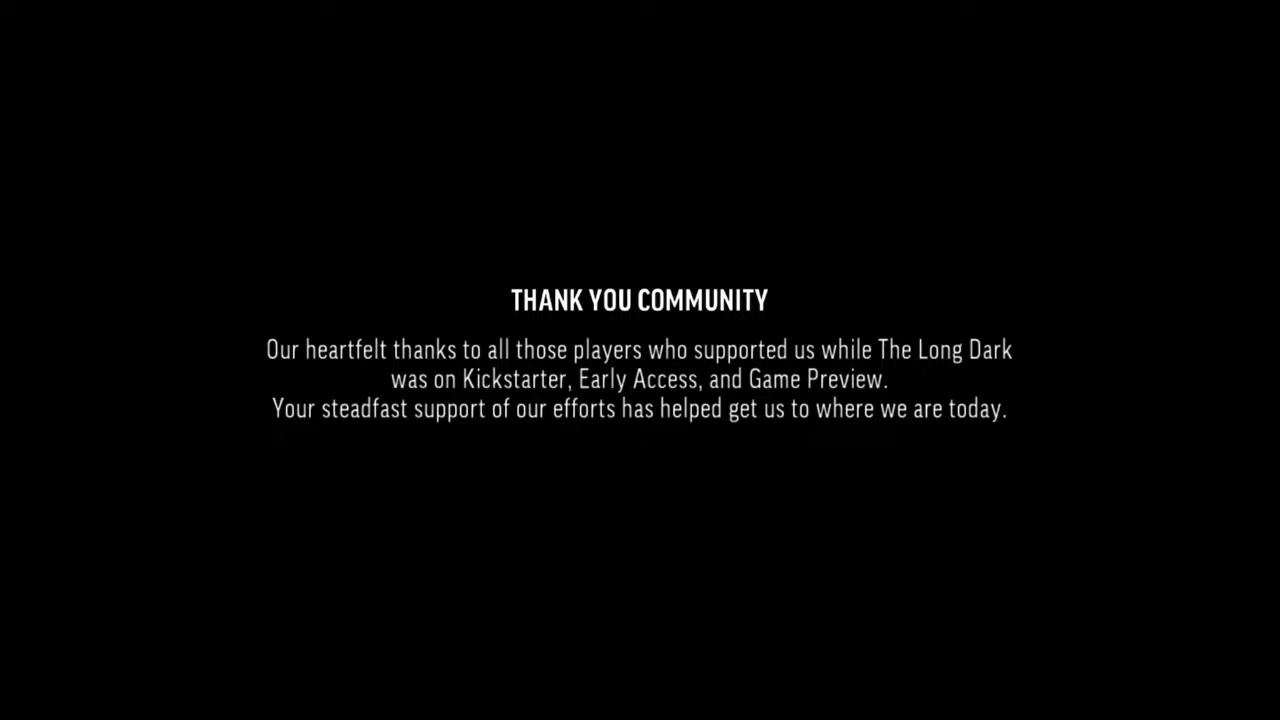 THANK YOU COMMUNITY
Our heartfelt thanks to all those players who supported us while The Long Dark
was on Kickstarter, Early Access, and Game Preview.
Your steadfast support of our efforts has helped get us to where we are today.